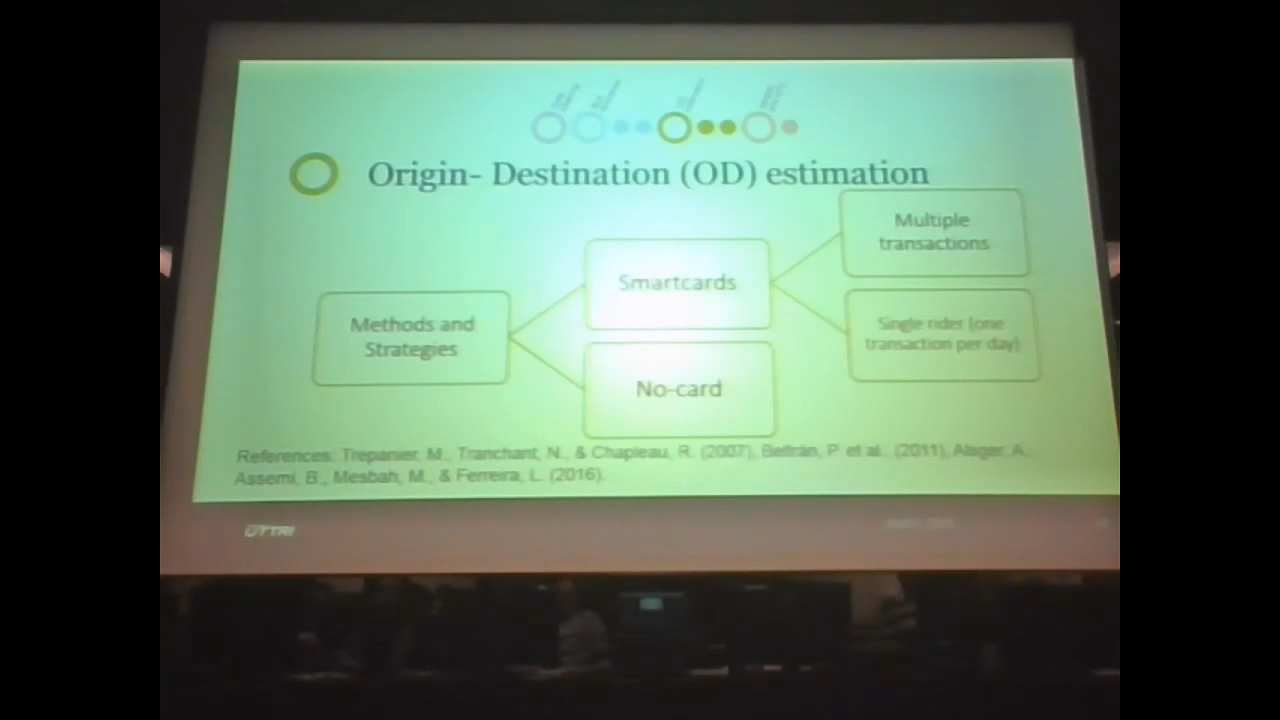 Origin- Destination (OD) estimation
Multiple
transactions
Smartcards
Methods and
Strategies
Single rider (one
transaction per day)
No-card
References: Trepanier, M., Tranchant, N., & Chapleau, R. (2007), Beltrán, P. et al., (2011), Alsger, A.,
Assemi, B., Mesbah, M., & Ferreira, L. (2016).
UTTRI